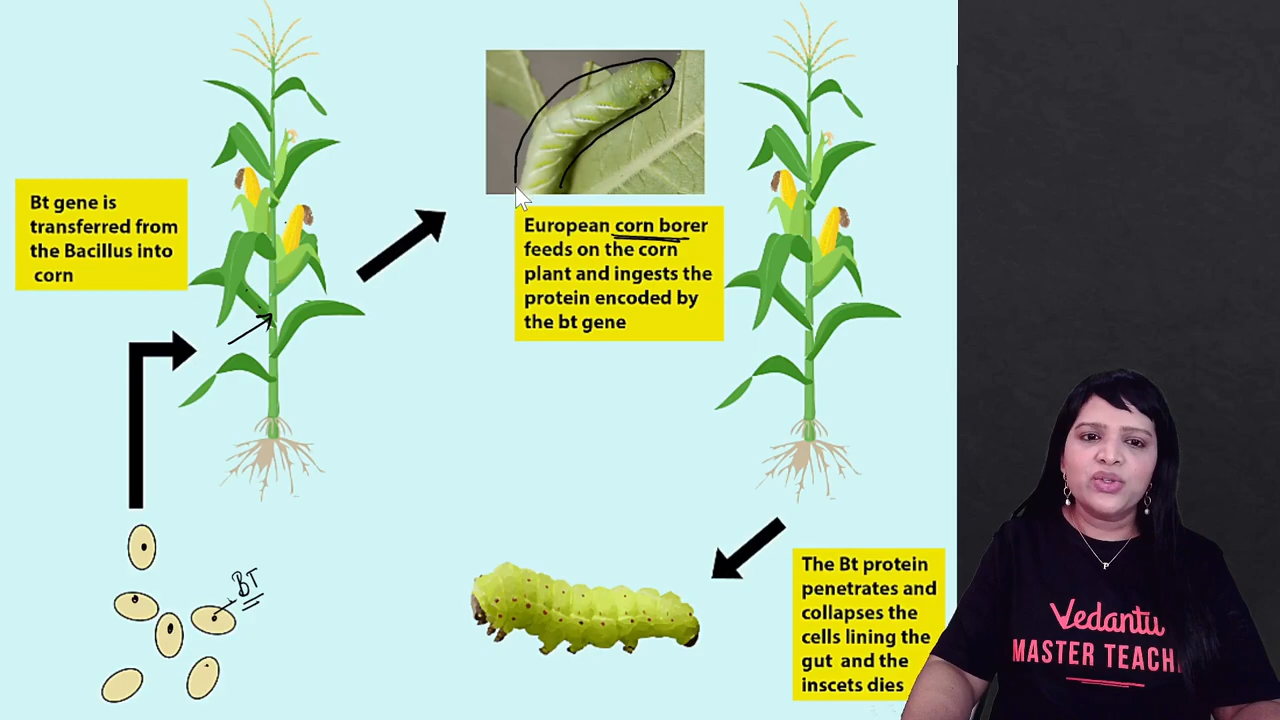 Bt gene is
transferred from
the Bacillus into
corn
European corn borer
feeds on the corn
plant and ingests the
protein encoded by
the bt gene
BT
The Bt protein
penetrates and
collapses the
cells lining the
gut and the
inscets dies
Vedantu
MASTER TEACH
P